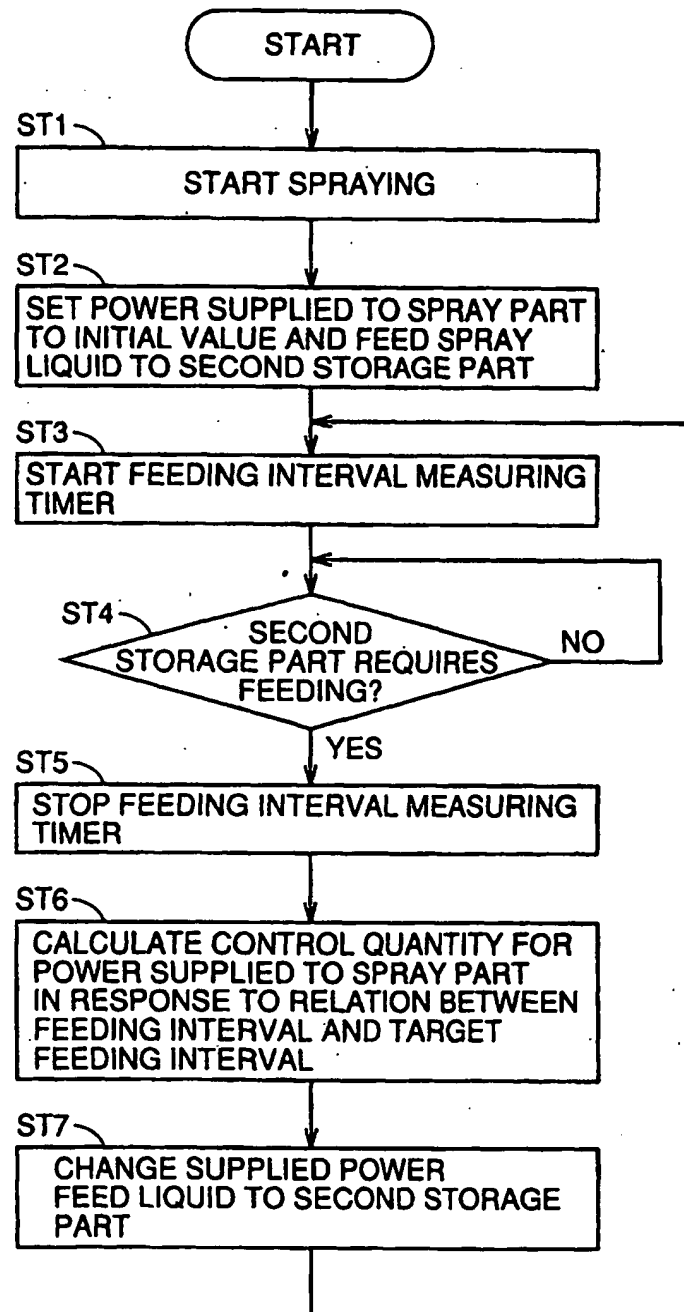 START
ST1
START SPRAYING
ST2
SET POWER SUPPLIED TO SPRAY PART
TO INITIAL VALUE AND FEED SPRAY
LIQUID TO SECOND STORAGE PART
ST3
START FEEDING INTERVAL MEASURING
TIMER
ST4
SECOND
STORAGE PART REQUIRES
FEEDING?
NO
YES
ST5
STOP FEEDING INTERVAL MEASURING
TIMER
ST6
CALCULATE CONTROL QUANTITY FOR
POWER SUPPLIED TO SPRAY PART
IN RESPONSE TO RELATION BETWEEN
FEEDING INTERVAL AND TARGET
FEEDING INTERVAL
ST7
CHANGE SUPPLIED POWER
FEED LIQUID TO SECOND STORAGE
PART